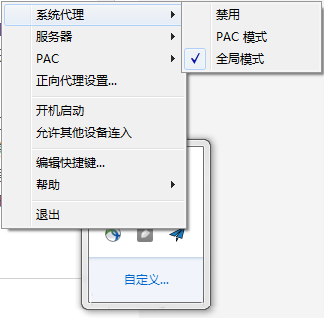 系统代理
服务器
PAC
正向代理设置...
开机启动
允许其他设备连入
编辑快捷键...
帮助
退出
禁用
PAC 模式
全局模式
自定义...